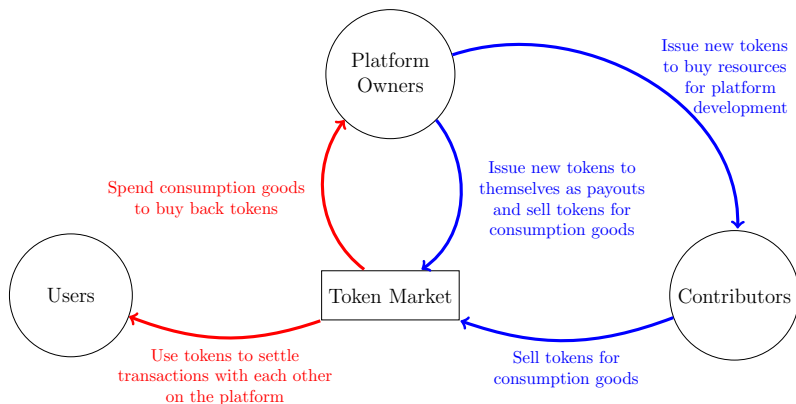 Platform
Owners
Issue new tokens
to buy resources
for platform
development
Spend consumption goods
to buy back tokens
Issue new tokens to
themselves as payouts
and sell tokens for
consumption goods
Users
Token Market
Contributors
Use tokens to settle
transactions with each other
on the platform
Sell tokens for
consumption goods